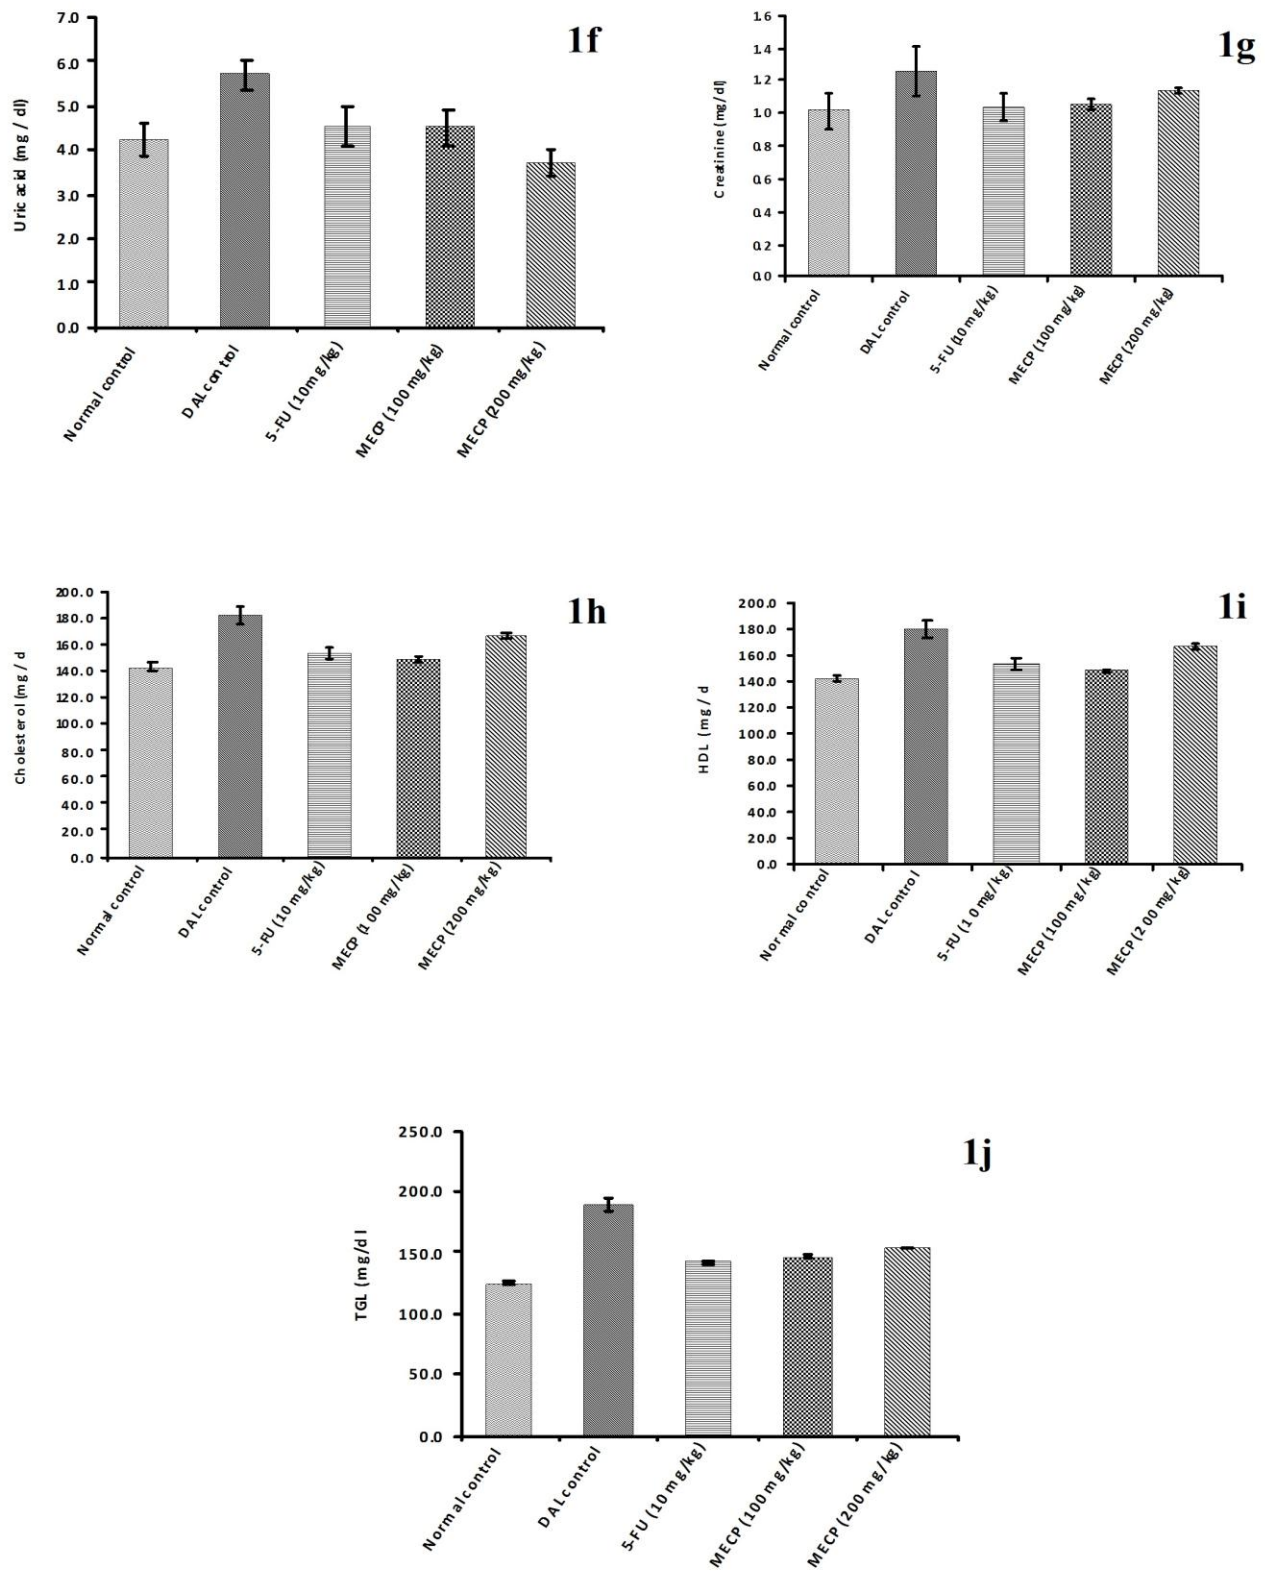 1f
Uric acid (mg / dl)
7.0
6.0
5.0
4.0
3.0
2.0
1.0
0.0
Normal control
DAL control
5-FU (10 mg/kg)
MECP (100 mg/kg)
MECP (200 mg/kg)
1g
Creatinine (mg/dl)
1.6
1.4
1.2
1.0
0.8
0.6
0.4
0.2
0.0
Normal control
DAL control
5-FU (10 mg/kg)
MECP (100 mg/kg)
MECP (200 mg/kg)
1h
Cholesterol (mg / d
200.0
180.0
160.0
140.0
120.0
100.0
80.0
60.0
40.0
20.0
0.0
Normal control
DAL control
5-FU (10 mg/kg)
MECP (100 mg/kg)
MECP (200 mg/kg)
1i
HDL (mg / d
200.0
180.0
160.0
140.0
120.0
100.0
80.0
60.0
40.0
20.0
0.0
Normal control
DAL control
5-FU (10 mg/kg)
MECP (100 mg/kg)
MECP (200 mg/kg)
1j
TGL (mg/dl
250.0
200.0
150.0
100.0
50.0
0.0
Normal control
DAL control
5-FU (10 mg/kg)
MECP (100 mg/kg)
MECP (200 mg/kg)